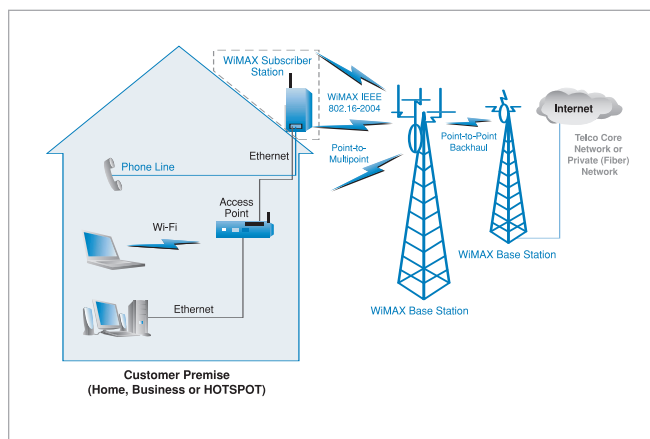 WiMAX Subscriber
Station
WiMAX IEEE
802.16-2004
Internet
Point-to-Point
Backhaul
Telco Core
Network or
Private (Fiber)
Network
Ethernet
Point-to-
Multipoint
Phone Line
Access
Point
Wi-Fi
WiMAX Base Station
Ethernet
WiMAX Base Station
Customer Premise
(Home, Business or HOTSPOT)